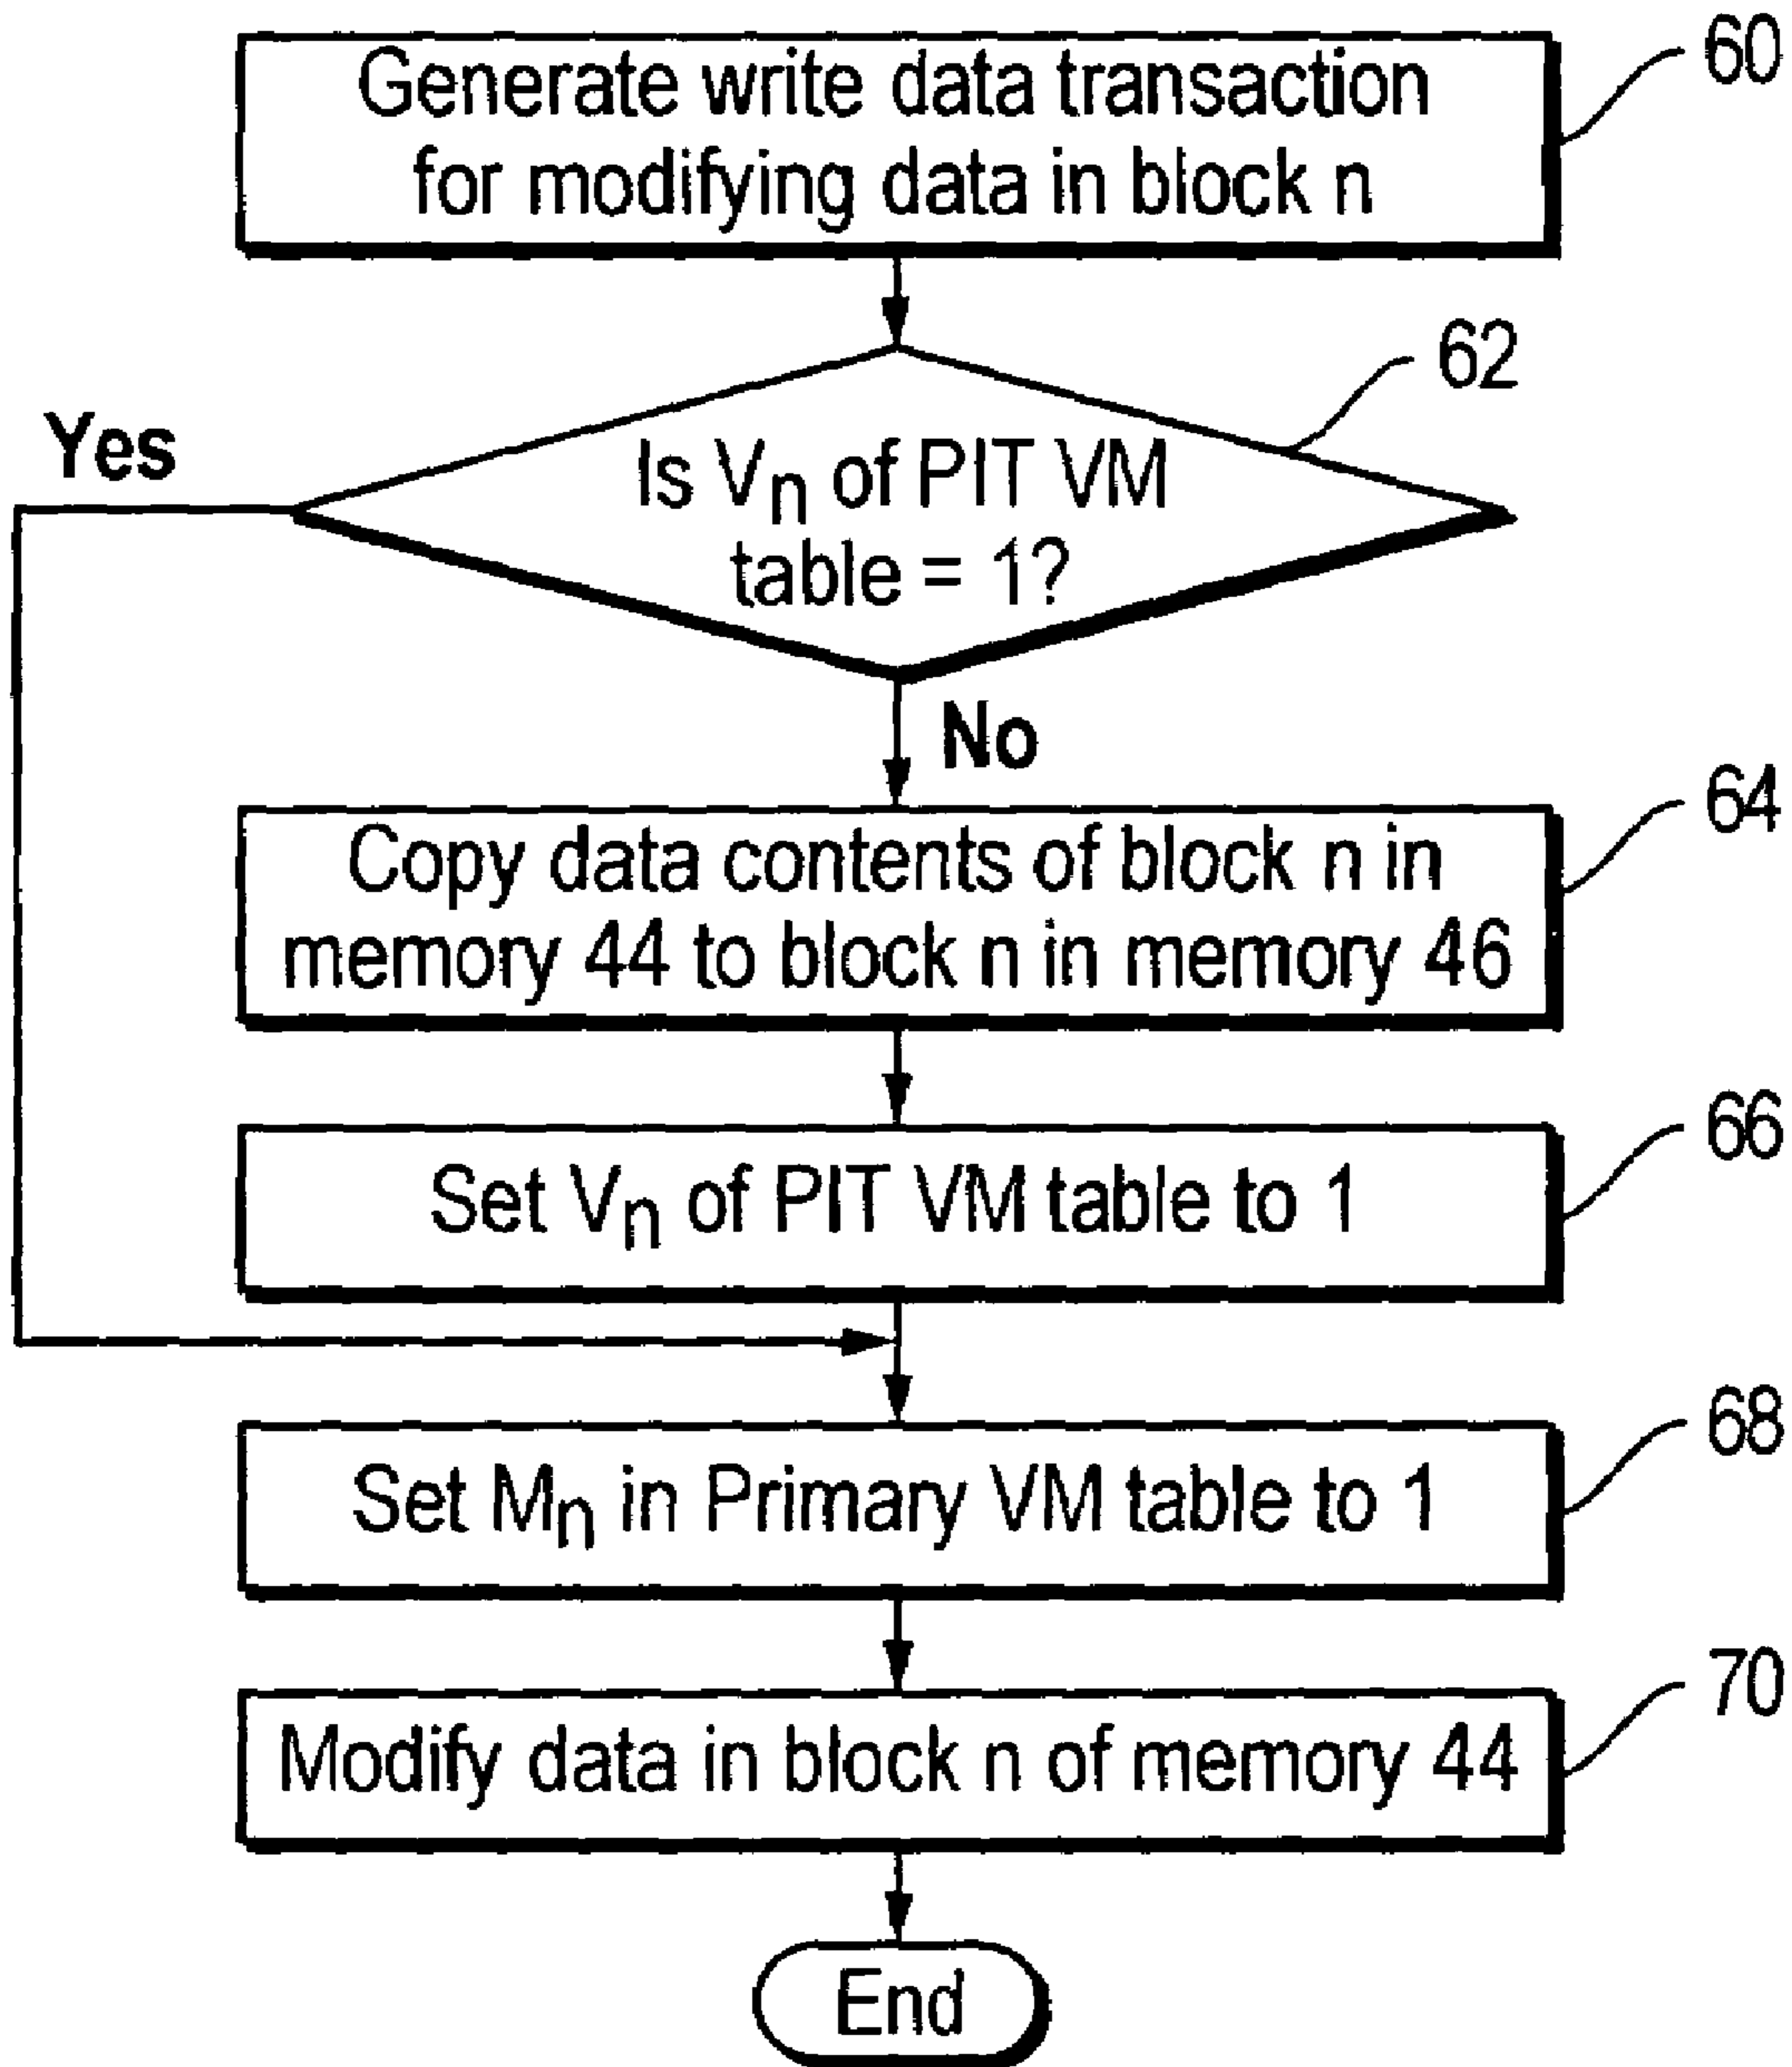 Generate write data transaction
for modifying data in block n
60
62
Yes
Is Vn of PIT VM
table = 1?
No
64
Copy data contents of block n in
memory 44 to block n in memory 46
66
Set Vn of PIT VM table to 1
68
Set Mn in Primary VM table to 1
70
Modify data in block n of memory 44
End